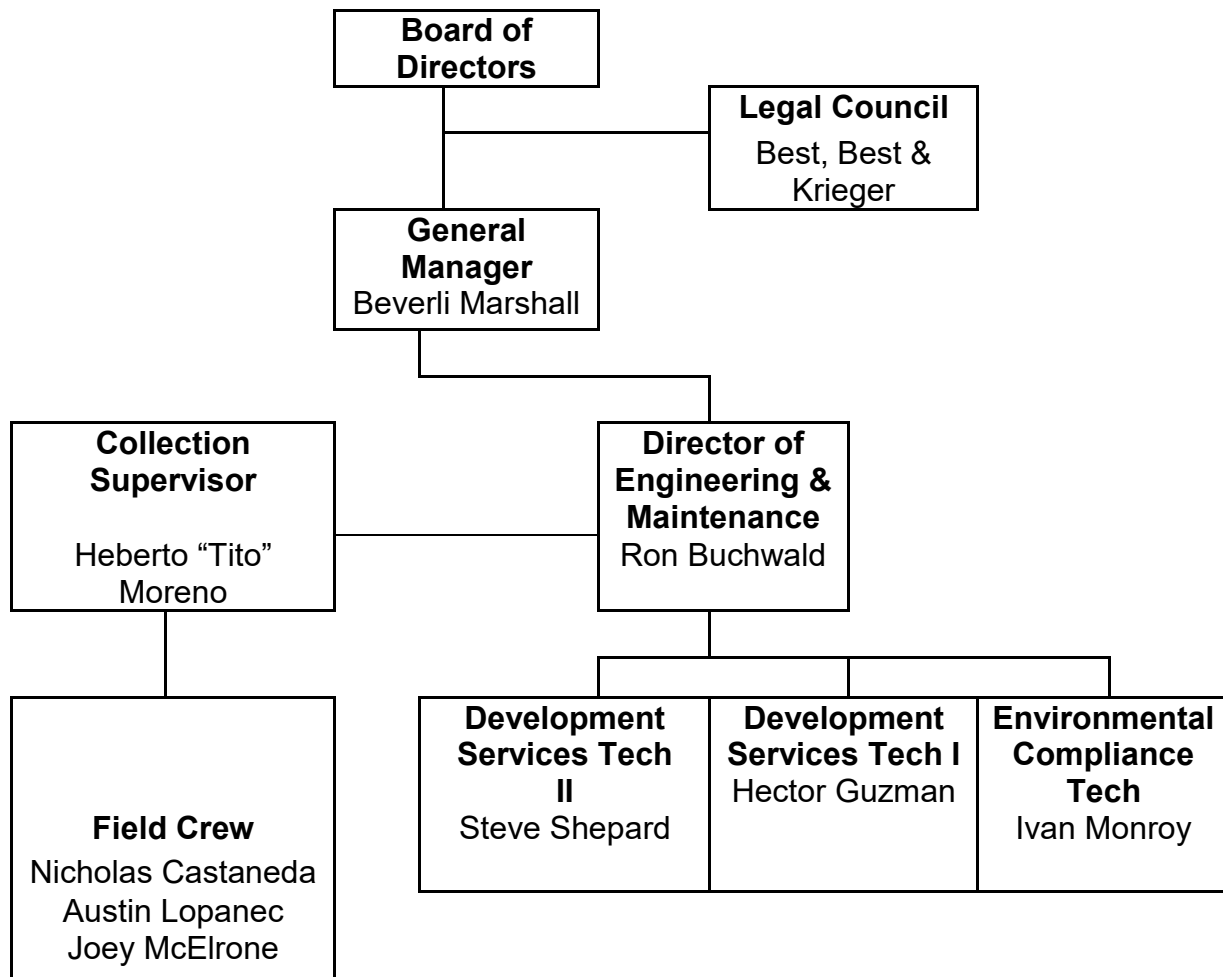 Board of
Directors
Legal Council
Best, Best &
Krieger
General
Manager
Beverli Marshall
Collection
Supervisor
Heberto “Tito”
Moreno
Director of
Engineering &
Maintenance
Ron Buchwald
Field Crew
Nicholas Castaneda
Austin Lopanec
Joey McElrone
Development
Services Tech
II
Steve Shepard
Development
Services Tech I
Hector Guzman
Environmental
Compliance
Tech
Ivan Monroy